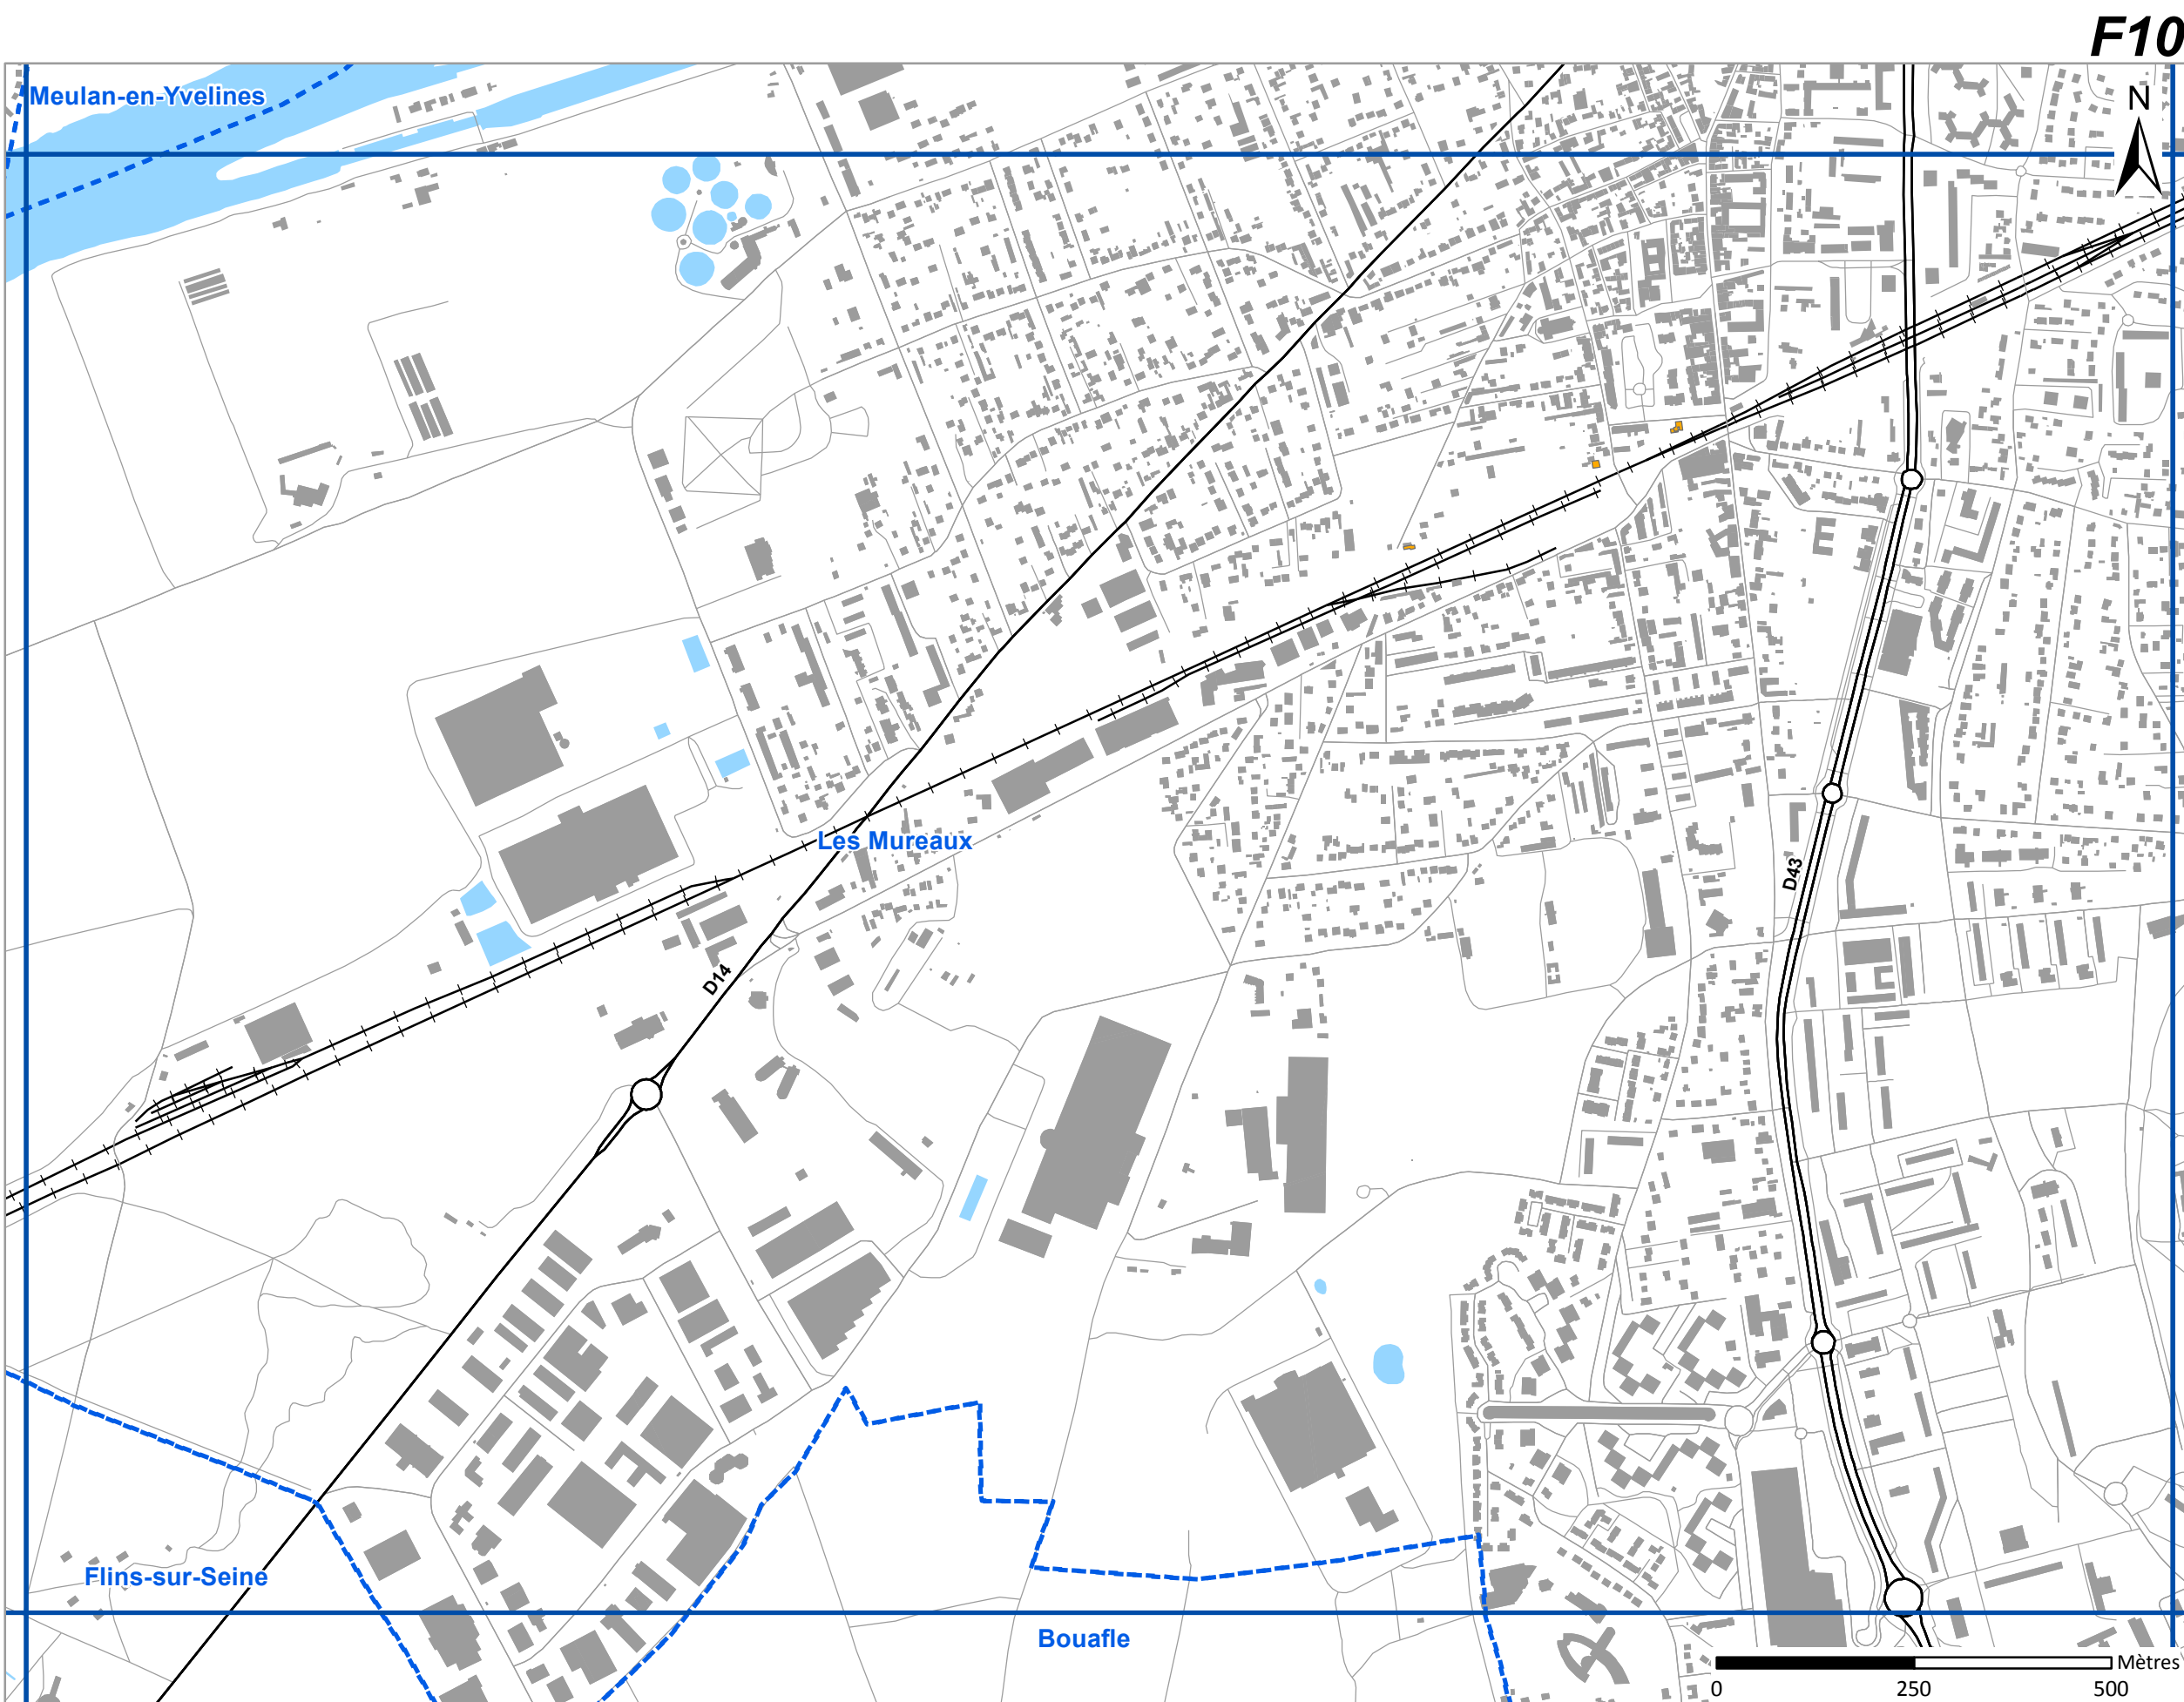 F10
Meulan-en-Yvelines
N
Les Mureaux
D43
D14
Flins-sur-Seine
Bouafle
Mètres
0 250 500